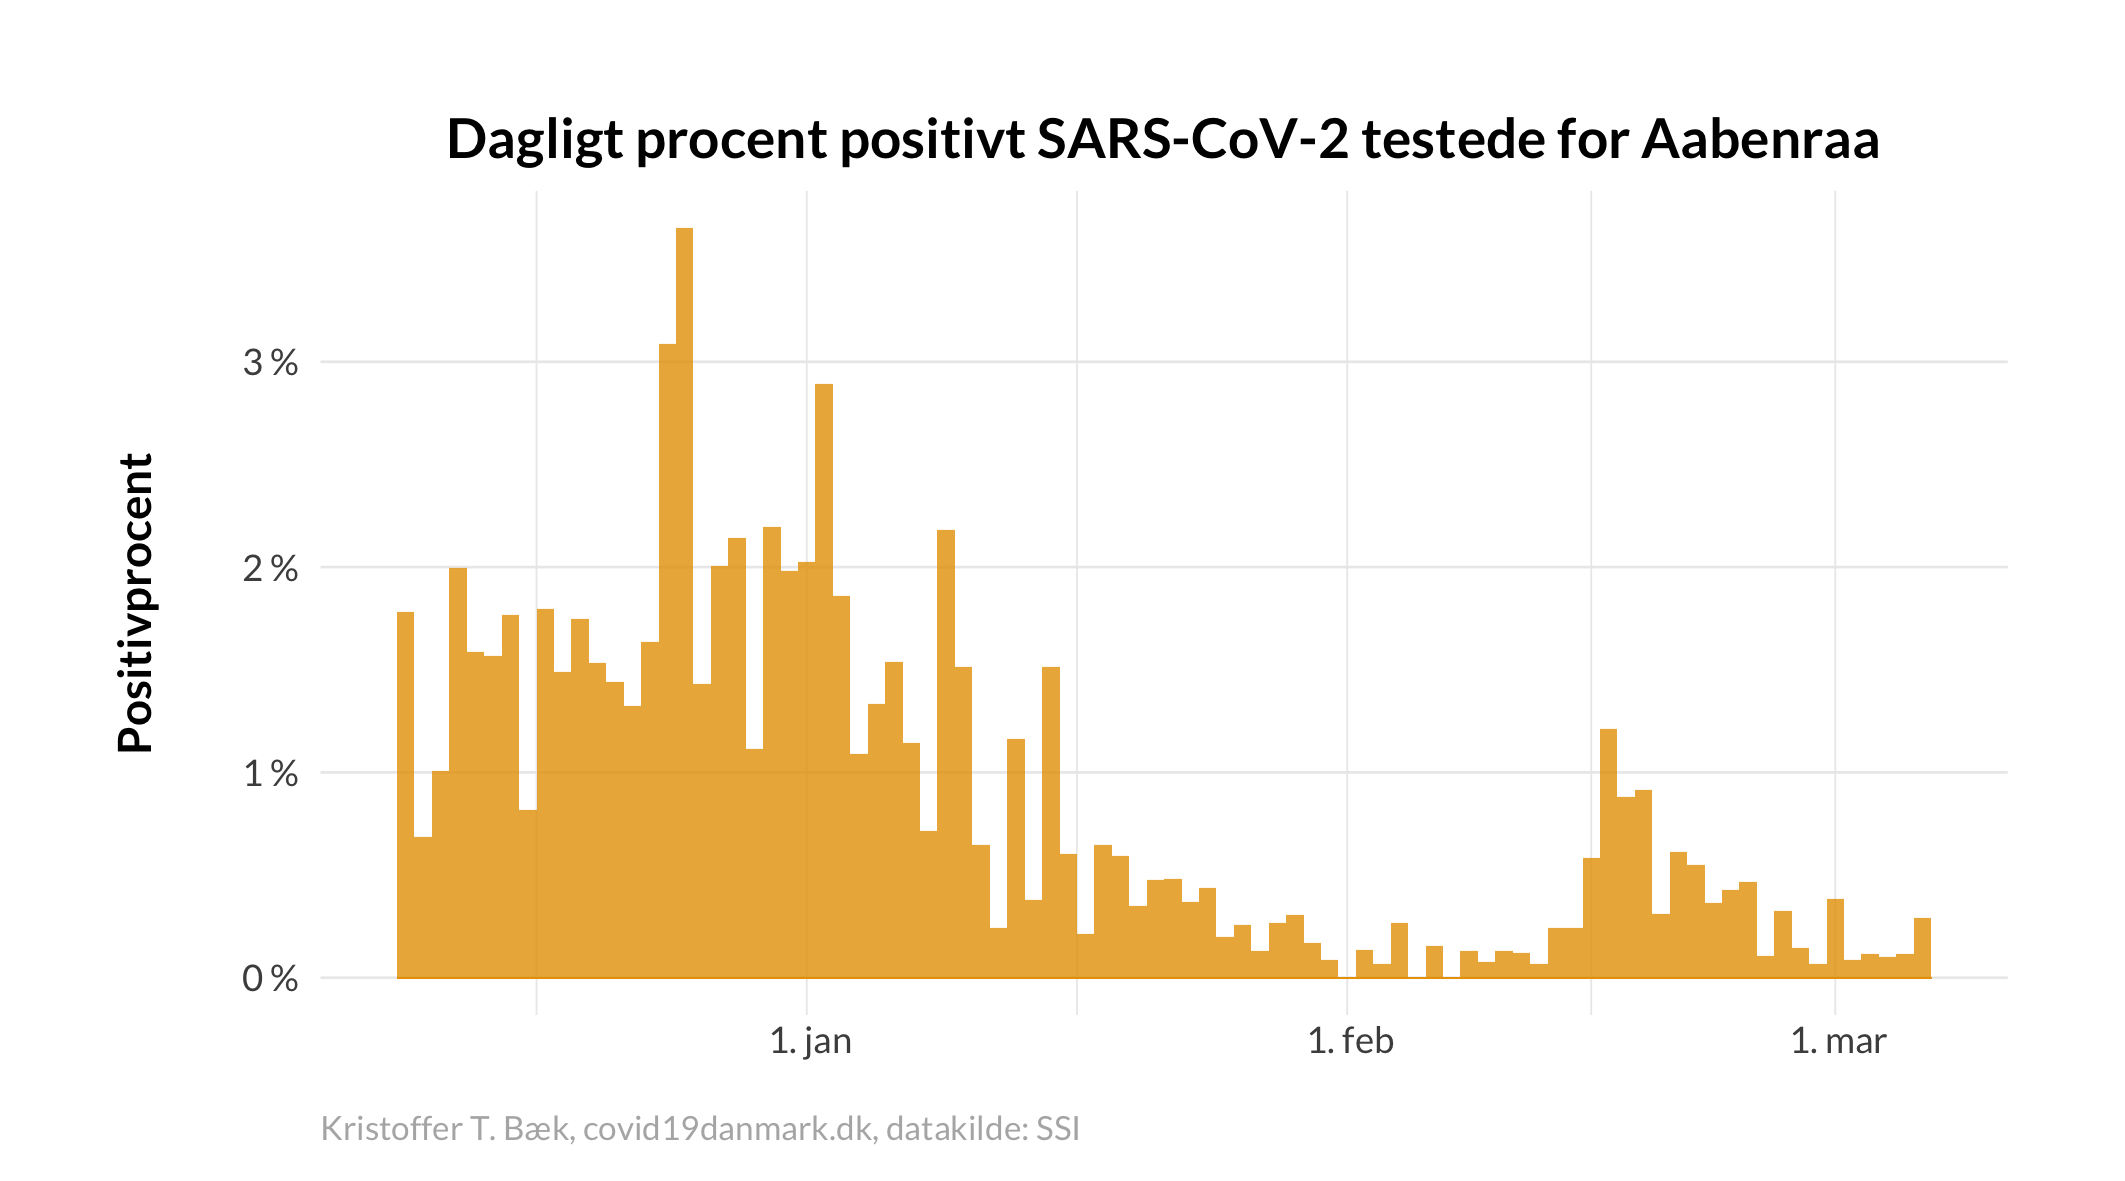 Dagligt procent positivt SARS-CoV-2 testede for Aabenraa
Positivprocent
3 %
2 %
1 %
0 %
1. jan
1. feb
1. mar
Kristoffer T. Bæk, covid19danmark.dk, datakilde: SSI